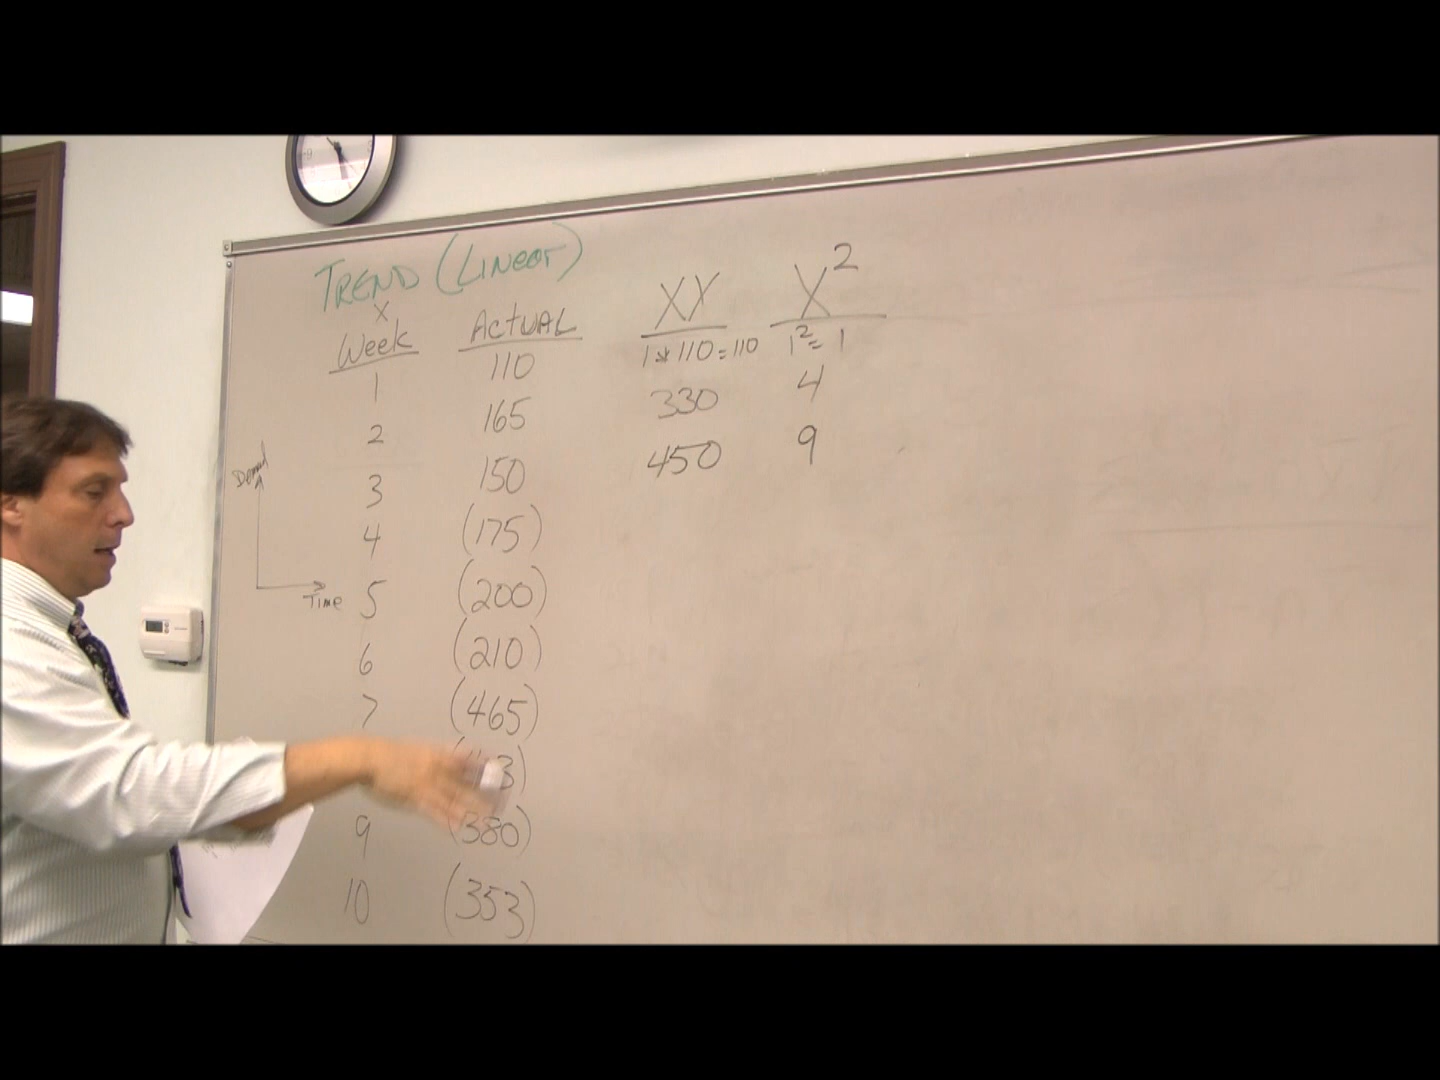 TREND (LINEAR)
X
Week ACTUAL XY X²
1 110 1*110=110 1²=1
2 165 330 4
3 150 450 9
4 (175)
5 (200)
6 (210)
7 (465)
9 (380)
10 (353)
Time